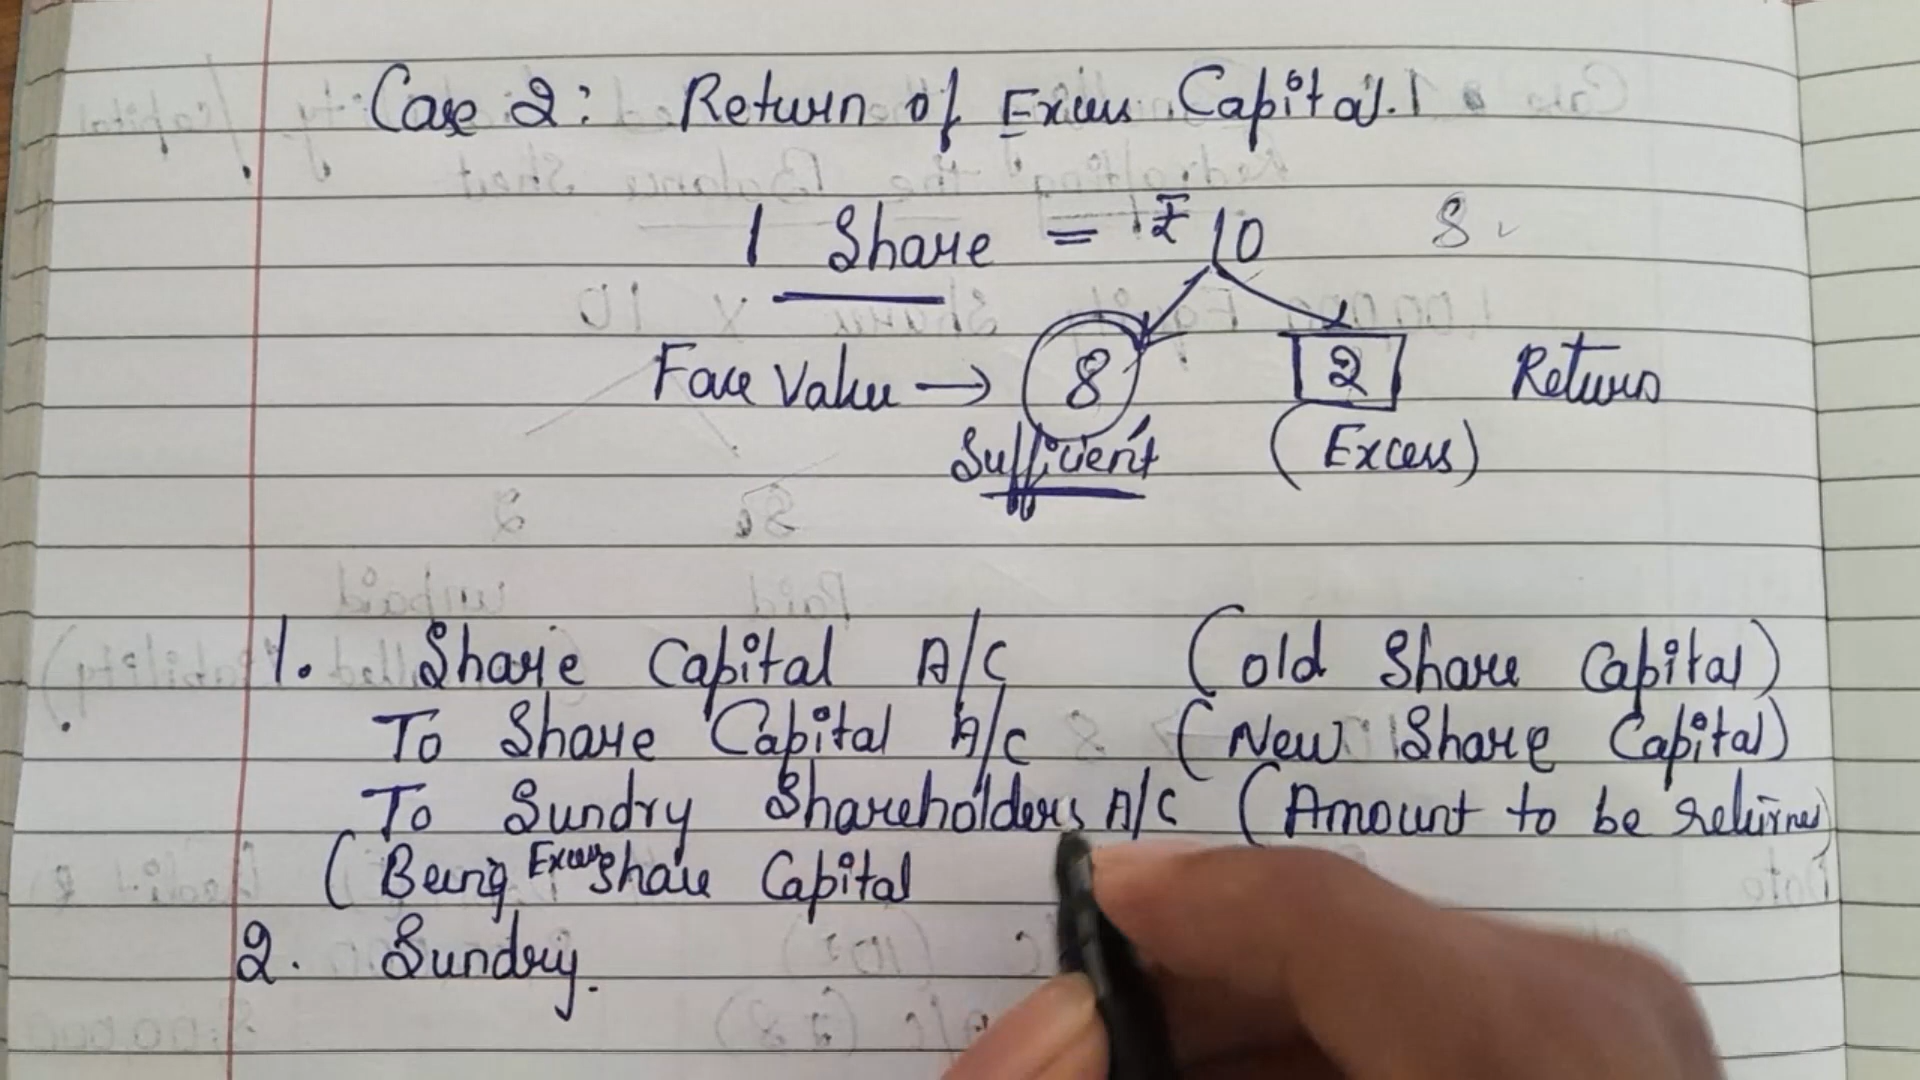 Case 2: Return of Excess Capital.
1 Share = ₹ 10 8
Face Value → 8 2 Return
Sufficient (Excess)
1. Share Capital A/C (Old Share Capital)
To Share Capital A/C (New Share Capital)
To Sundry Shareholders A/C (Amount to be returned)
(Being Excess Share Capital
2. Sundry.